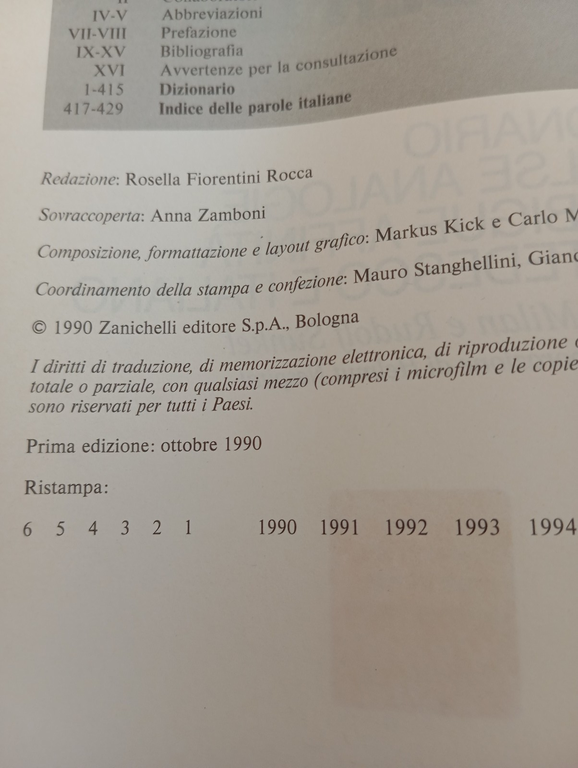 II
IV-V Abbreviazioni
VII-VIII Prefazione
IX-XV Bibliografia
XVI Avvertenze per la consultazione
1-415 Dizionario
417-429 Indice delle parole italiane
Redazione: Rosella Fiorentini Rocca
Sovraccoperta: Anna Zamboni
Composizione, formattazione e layout grafico: Markus Kick e Carlo M
Coordinamento della stampa e confezione: Mauro Stanghellini, Gian
© 1990 Zanichelli editore S.p.A., Bologna
I diritti di traduzione, di memorizzazione elettronica, di riproduzione
totale o parziale, con qualsiasi mezzo (compresi i microfilm e le copie
sono riservati per tutti i Paesi.
Prima edizione: ottobre 1990
Ristampa:
6 5 4 3 2 1 1990 1991 1992 1993 1994